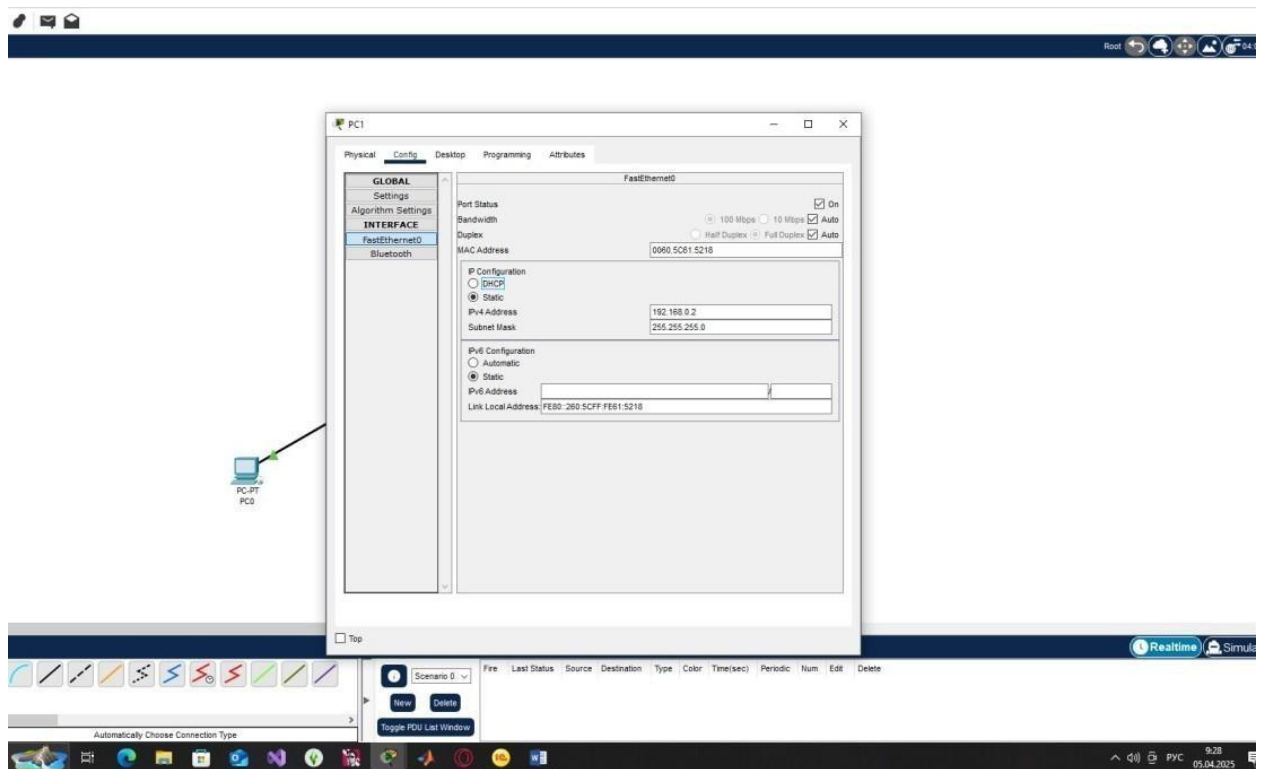 Root
04:0
PC1
Physical Config Desktop Programming Attributes
GLOBAL
Settings
Algorithm Settings
INTERFACE
FastEthernet0
Bluetooth
FastEthernet0
Port Status On
Bandwidth 100 Mbps 10 Mbps Auto
Duplex Half Duplex Full Duplex Auto
MAC Address 0060.5C61.5218
IP Configuration
DHCP
Static
IPv4 Address 192.168.0.2
Subnet Mask 255.255.255.0
IPv6 Configuration
Automatic
Static
IPv6 Address /
Link Local Address: FE80::260:5CFF:FE61:5218
PC-PT
PC0
Top
Realtime Simula
Scenario 0
Fire Last Status Source Destination Type Color Time(sec) Periodic Num Edit Delete
New Delete
Toggle PDU List Window
Automatically Choose Connection Type
РУС
9:28
05.04.2025